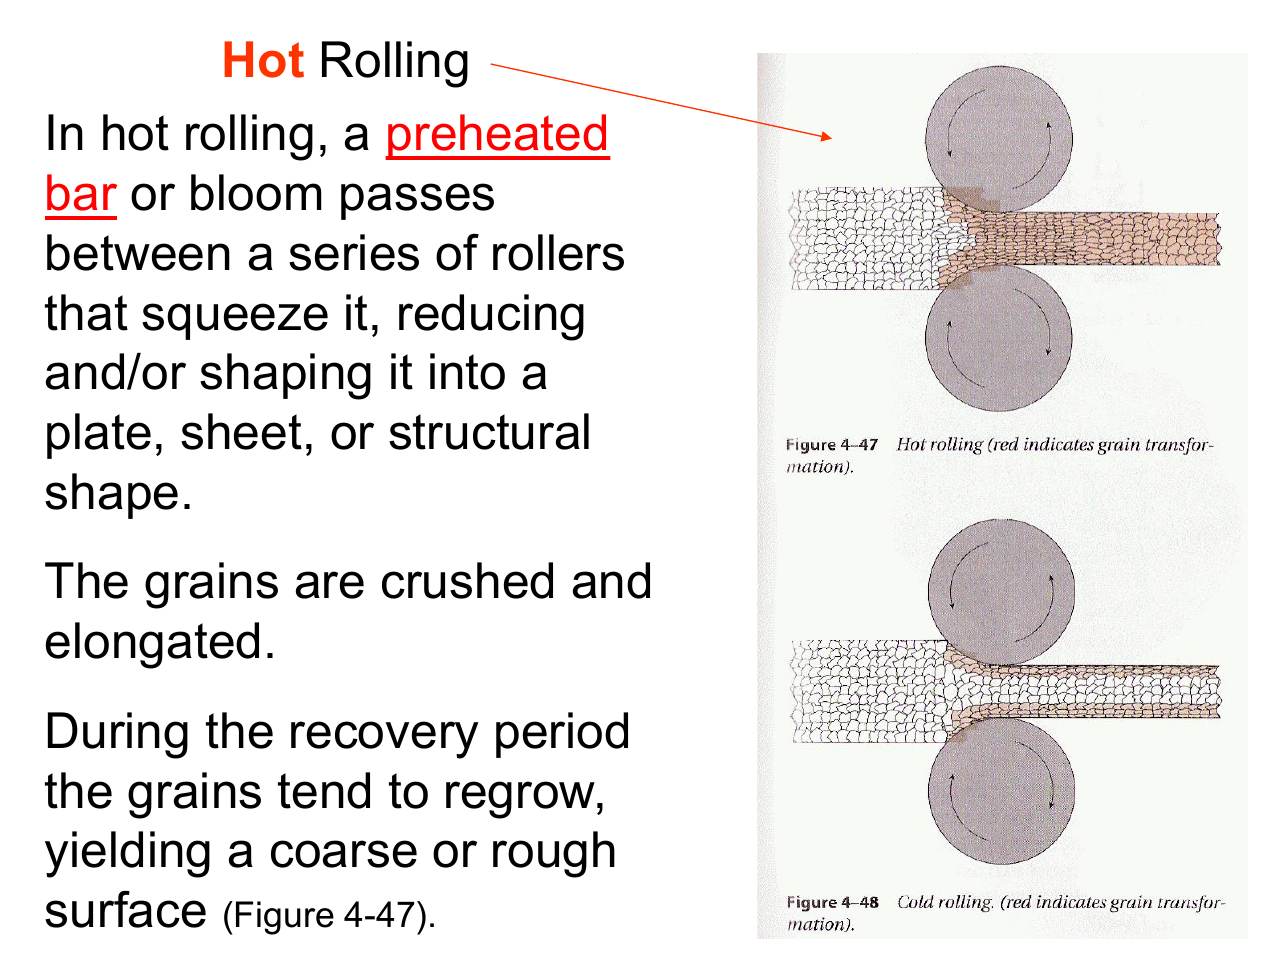 Hot Rolling
In hot rolling, a preheated
bar or bloom passes
between a series of rollers
that squeeze it, reducing
and/or shaping it into a
plate, sheet, or structural
shape.
The grains are crushed and
elongated.
During the recovery period
the grains tend to regrow,
yielding a coarse or rough
surface (Figure 4-47).
Figure 4–47 Hot rolling (red indicates grain transfor-
mation).
Figure 4–48 Cold rolling. (red indicates grain transfor-
mation).